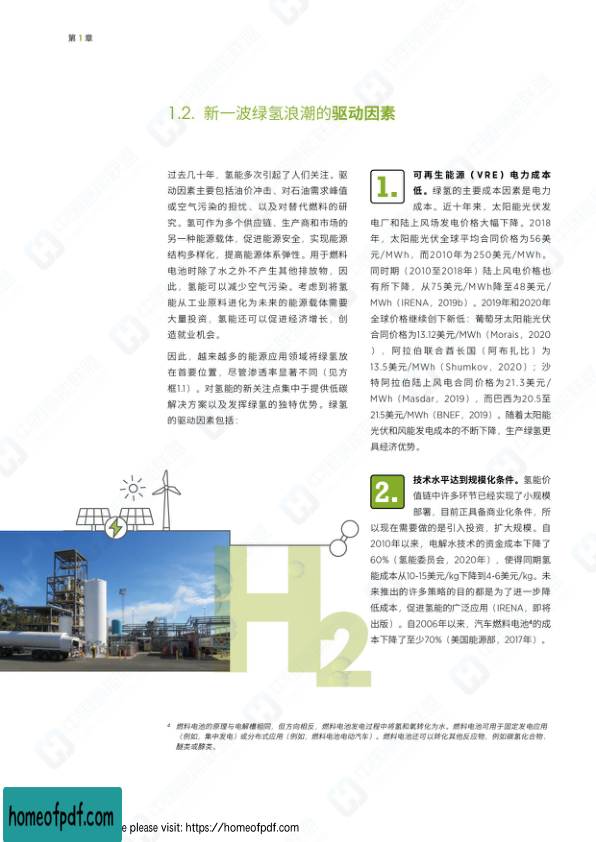 第 1 章
1.2. 新一波绿氢浪潮的驱动因素
过去几十年，氢能多次引起了人们关注。驱
动因素主要包括油价冲击、对石油需求峰值
或空气污染的担忧、以及对替代燃料的研
究。氢可作为多个供应链、生产商和市场的
另一种能源载体，促进能源安全，实现能源
结构多样化，提高能源体系弹性。用于燃料
电池时除了水之外不产生其他排放物，因
此，氢能可以减少空气污染。考虑到将氢
能从工业原料进化为未来的能源载体需要
大量投资，氢能还可以促进经济增长，创
造就业机会。
因此，越来越多的能源应用领域将绿氢放
在首要位置，尽管渗透率显著不同（见方
框1.1）。对氢能的新关注点集中于提供低碳
解决方案以及发挥绿氢的独特优势。绿氢
的驱动因素包括：
1.
可再生能源（VRE）电力成本
低。绿氢的主要成本因素是电力
成本。近十年来，太阳能光伏发
电厂和陆上风场发电价格大幅下降。2018
年，太阳能光伏全球平均合同价格为56美
元/MWh，而2010年为250美元/MWh。
同时期（2010至2018年）陆上风电价格也
有所下降，从75美元/MWh降至48美元/
MWh（IRENA，2019b）。2019年和2020年
全球价格继续创下新低：葡萄牙太阳能光伏
合同价格为13.12美元/MWh（Morais，2020
），阿拉伯联合酋长国（阿布扎比）为
13.5美元/MWh（Shumkov，2020）；沙
特阿拉伯陆上风电合同价格为21.3美元/
MWh（Masdar，2019），而巴西为20.5至
21.5美元/MWh（BNEF，2019）。随着太阳能
光伏和风能发电成本的不断下降，生产绿氢更
具经济优势。
2.
技术水平达到规模化条件。氢能价
值链中许多环节已经实现了小规模
部署，目前正具备商业化条件，所
以现在需要做的是引入投资，扩大规模。自
2010年以来，电解水技术的资金成本下降了
60%（氢能委员会，2020年），使得同期氢
能成本从10-15美元/kg下降到4-6美元/kg。未
来推出的许多策略的目的都是为了进一步降
低成本，促进氢能的广泛应用（IRENA，即将
出版）。自2006年以来，汽车燃料电池⁴的成
本下降了至少70%（美国能源部，2017年）。
H2
4 燃料电池的原理与电解槽相同，但方向相反，燃料电池发电过程中将氢和氧转化为水。燃料电池可用于固定发电应用
（例如，集中发电）或分布式应用（例如，燃料电池电动汽车）。燃料电池还可以转化其他反应物，例如碳氢化合物、
醚类或醇类。
homeofpdf.com
e please visit: https://homeofpdf.com